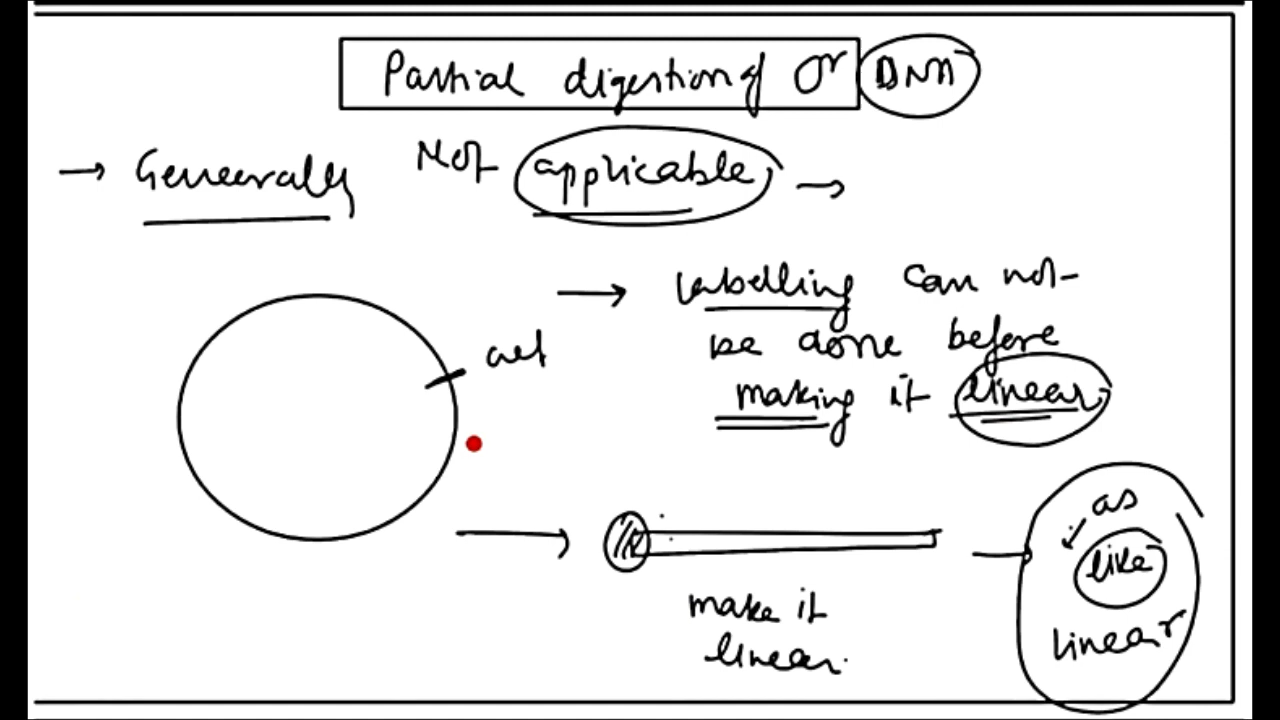 Partial digestion of Or DNA
→ Generally Not applicable →
→ labelling can not
be done before
making it linear
cut
as
like
linear
make it
linear.